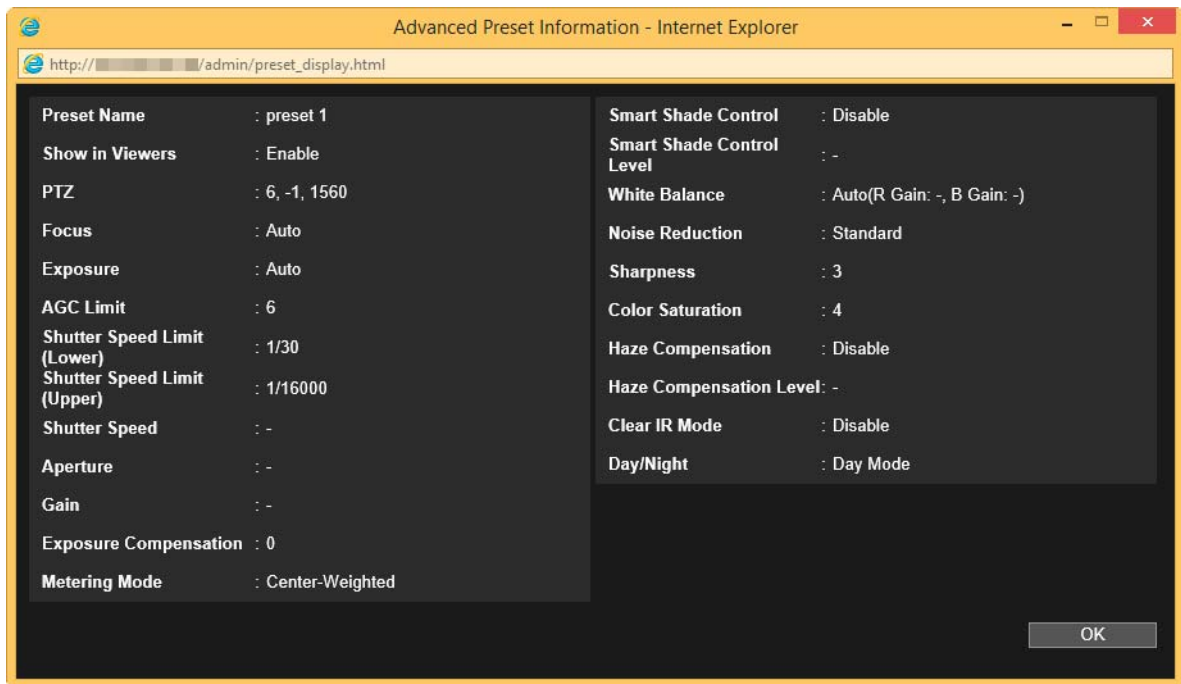 Advanced Preset Information - Internet Explorer
http:// /admin/preset_display.html
Preset Name : preset 1
Show in Viewers : Enable
PTZ : 6, -1, 1560
Focus : Auto
Exposure : Auto
AGC Limit : 6
Shutter Speed Limit
(Lower) : 1/30
Shutter Speed Limit
(Upper) : 1/16000
Shutter Speed : -
Aperture : -
Gain : -
Exposure Compensation : 0
Metering Mode : Center-Weighted
Smart Shade Control : Disable
Smart Shade Control
Level : -
White Balance : Auto(R Gain: -, B Gain: -)
Noise Reduction : Standard
Sharpness : 3
Color Saturation : 4
Haze Compensation : Disable
Haze Compensation Level: -
Clear IR Mode : Disable
Day/Night : Day Mode
OK